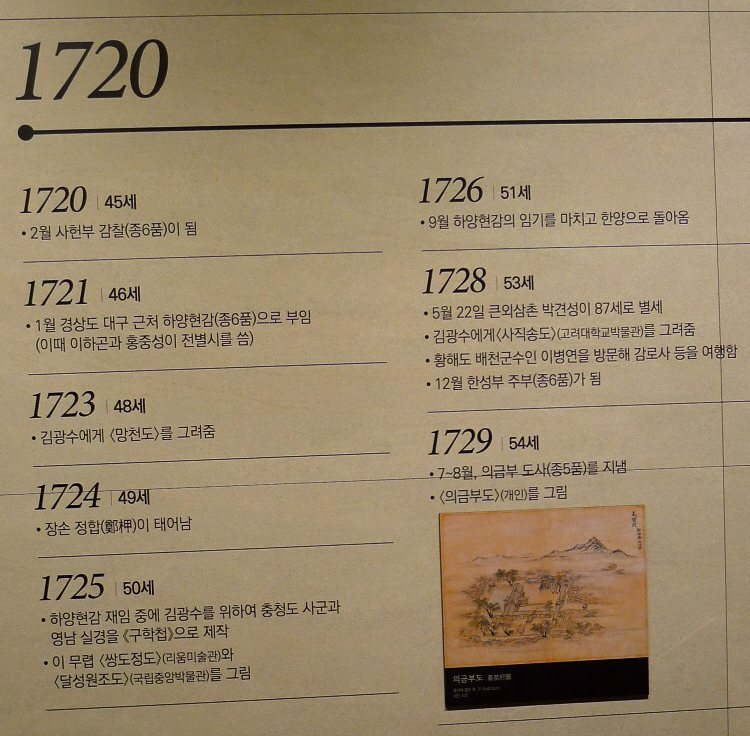 1720
1720 | 45세
• 2월 사헌부 감찰(종6품)이 됨
1721 | 46세
• 1월 경상도 대구 근처 하양현감(종6품)으로 부임
(이때 이하곤과 홍중성이 전별시를 씀)
1723 | 48세
• 김광수에게 〈망천도〉를 그려줌
1724 | 49세
• 장손 정합(鄭柙)이 태어남
1725 | 50세
• 하양현감 재임 중에 김광수를 위하여 충청도 사군과
영남 실경을 《구학첩》으로 제작
• 이 무렵 〈쌍도정도〉(리움미술관)와
〈달성원조도〉(국립중앙박물관)를 그림
1726 | 51세
• 9월 하양현감의 임기를 마치고 한양으로 돌아옴
1728 | 53세
• 5월 22일 큰외삼촌 박견성이 87세로 별세
• 김광수에게 〈사직송도〉(고려대학교박물관)를 그려줌
• 황해도 배천군수인 이병연을 방문해 감로사 등을 여행함
• 12월 한성부 주부(종6품)가 됨
1729 | 54세
• 7~8월, 의금부 도사(종5품)를 지냄
• 〈의금부도〉(개인)를 그림
의금부도 義禁府圖